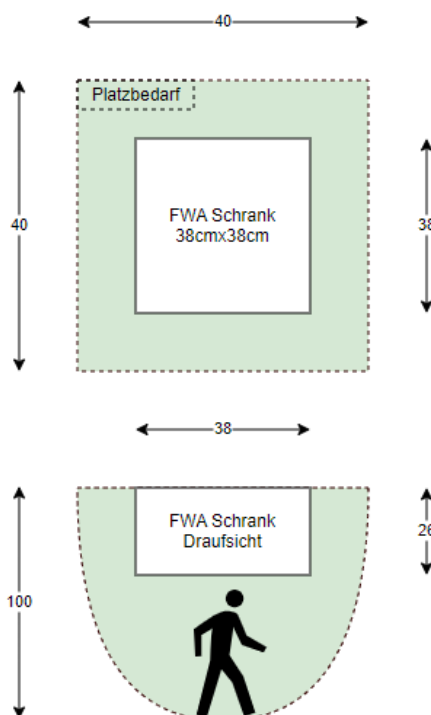 40
Platzbedarf
40
FWA Schrank
38cmx38cm
38
38
100
FWA Schrank
Draufsicht
26